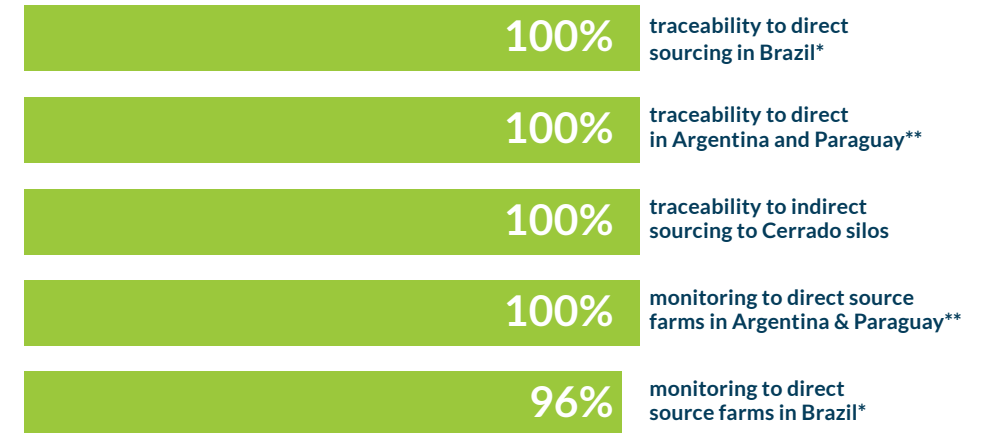 100%
traceability to direct
sourcing in Brazil*
100%
traceability to direct
in Argentina and Paraguay**
100%
traceability to indirect
sourcing to Cerrado silos
100%
monitoring to direct source
farms in Argentina & Paraguay**
96%
monitoring to direct
source farms in Brazil*